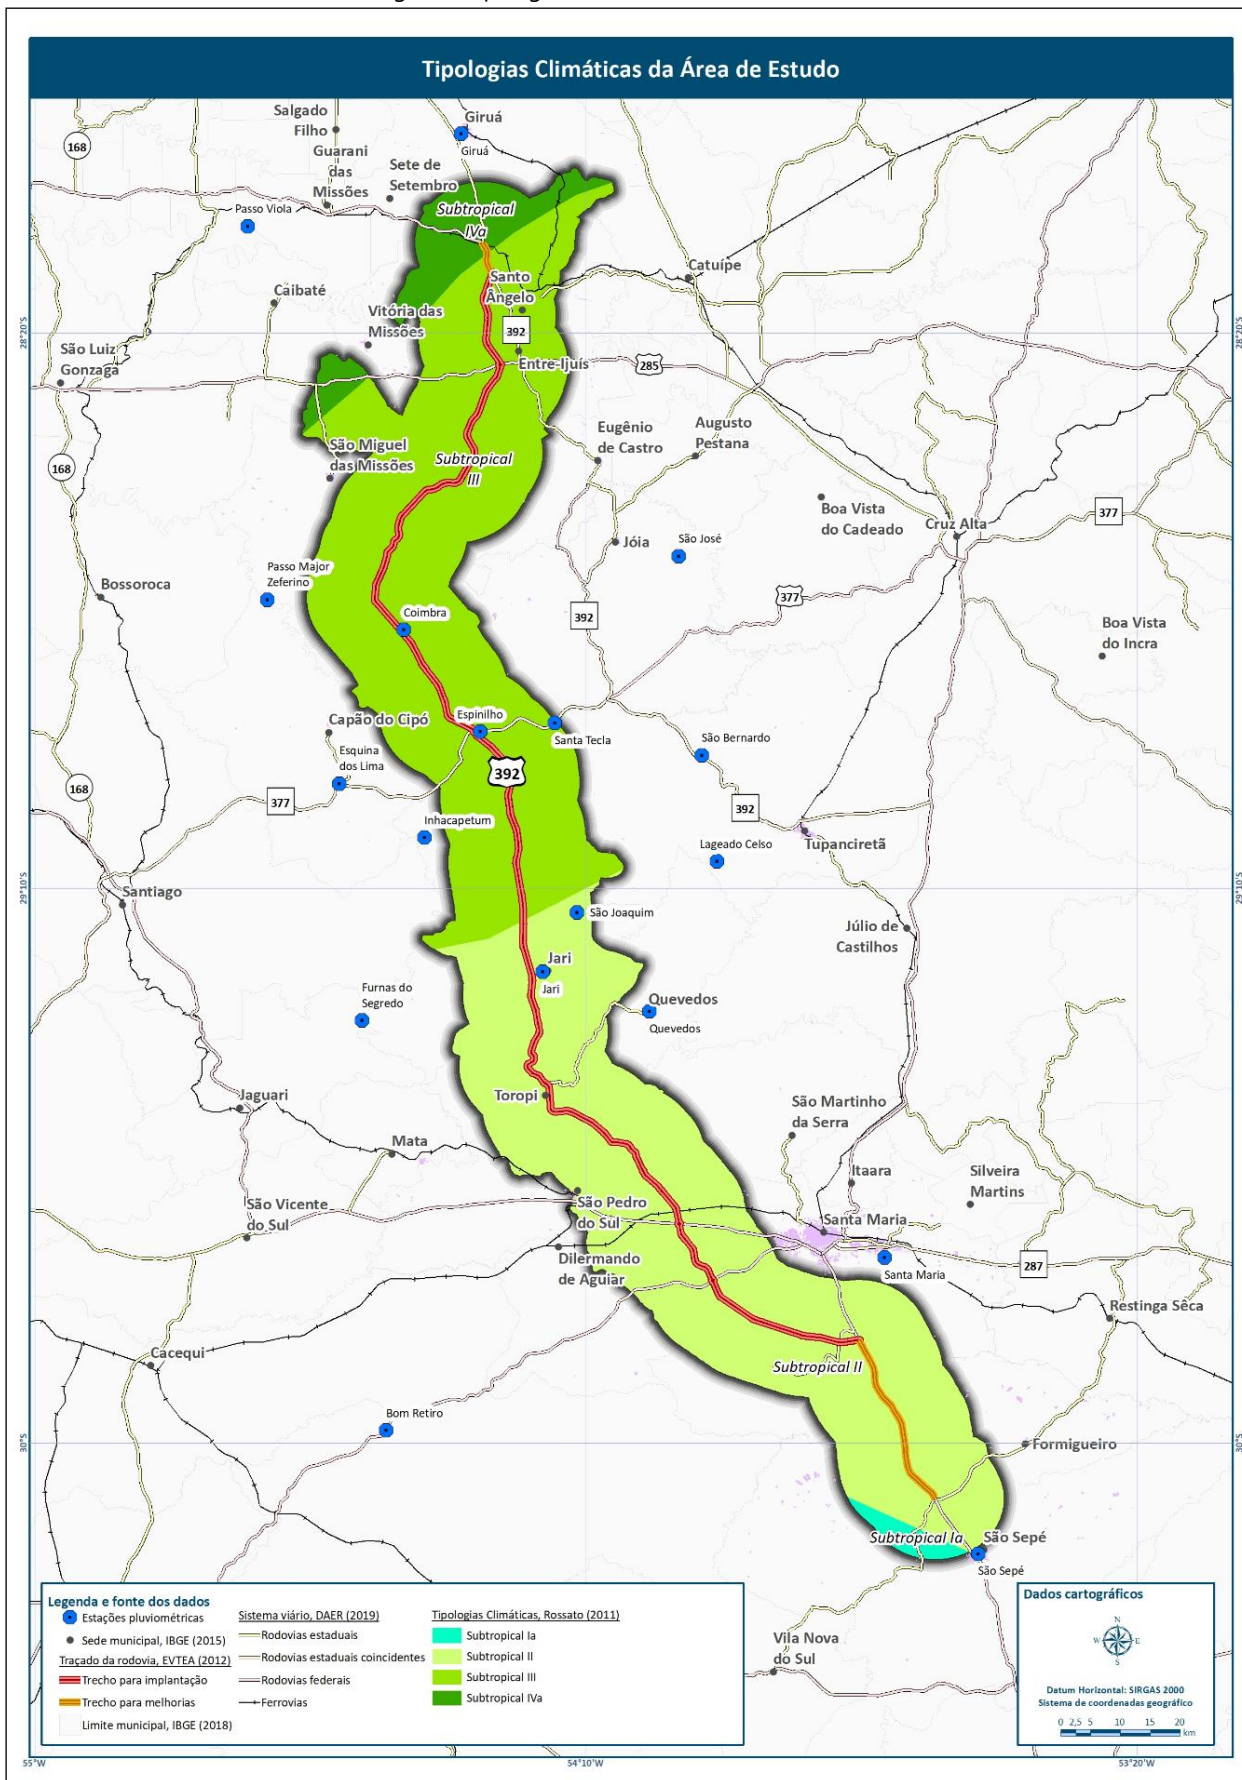 Tipologias Climáticas da Área de Estudo
Salgado
Filho
Giruá
Giruá
168
Guarani
das
Missões
Sete de
Setembro
Passo Viola
Subtropical
IVa
Catuípe
Santo
Ângelo
Caibaté
Vitória das
Missões
392
28°20'S
28°20'S
São Luiz
Gonzaga
Entre-Ijuís
285
Eugênio
de Castro
Augusto
Pestana
São Miguel
das Missões
Subtropical
III
168
Boa Vista
do Cadeado
377
Cruz Alta
Jóia
São José
Passo Major
Zeferino
Bossoroca
377
Coimbra
392
Boa Vista
do Incra
Capão do Cipó
Espinilho
Santa Tecla
São Bernardo
Esquina
dos Lima
392
168
377
392
Inhacapetum
Lageado Celso
Tupanciretã
29°10'S
29°10'S
Santiago
São Joaquim
Júlio de
Castilhos
Jari
Jari
Furnas do
Segredo
Quevedos
Quevedos
Toropi
Jaguari
São Martinho
da Serra
Mata
Itaara
Silveira
Martins
São Vicente
do Sul
São Pedro
do Sul
Santa Maria
Dilermando
de Aguiar
Santa Maria
287
Restinga Sêca
Cacequi
Subtropical II
Bom Retiro
30°S
30°S
Formigueiro
Subtropical Ia
São Sepé
São Sepé
Vila Nova
do Sul
Legenda e fonte dos dados
Estações pluviométricas
Sede municipal, IBGE (2015)
Traçado da rodovia, EVTEA (2012)
Trecho para implantação
Trecho para melhorias
Limite municipal, IBGE (2018)
Sistema viário, DAER (2019)
Rodovias estaduais
Rodovias estaduais coincidentes
Rodovias federais
Ferrovias
Tipologias Climáticas, Rossato (2011)
Subtropical Ia
Subtropical II
Subtropical III
Subtropical IVa
Dados cartográficos
N
W E
S
Datum Horizontal: SIRGAS 2000
Sistema de coordenadas geográfico
0 2,5 5 10 15 20
km
55°W
54°10'W
53°20'W